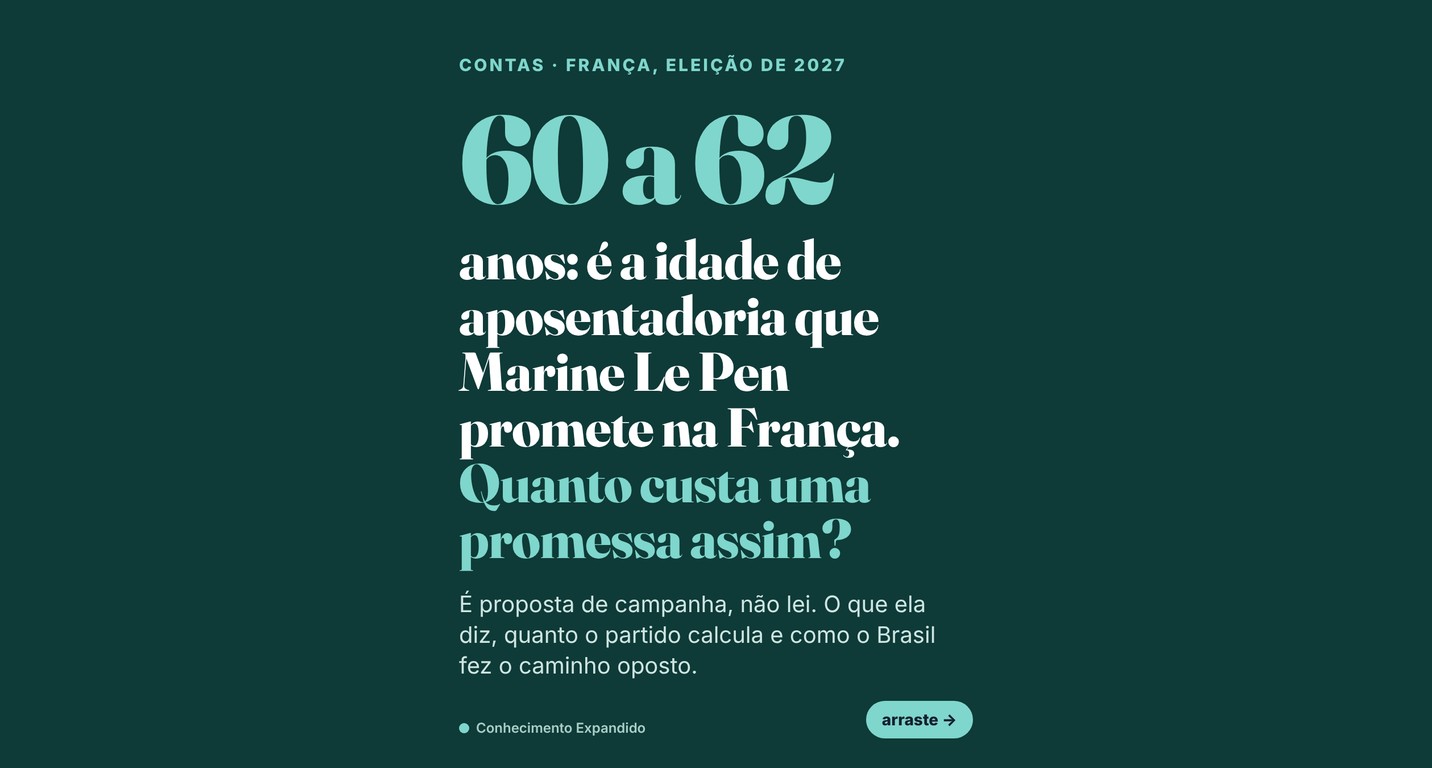 CONTAS · FRANÇA, ELEIÇÃO DE 2027
60 a 62
anos: é a idade de
aposentadoria que
Marine Le Pen
promete na França.
Quanto custa uma
promessa assim?
É proposta de campanha, não lei. O que ela
diz, quanto o partido calcula e como o Brasil
fez o caminho oposto.
Conhecimento Expandido
arraste →